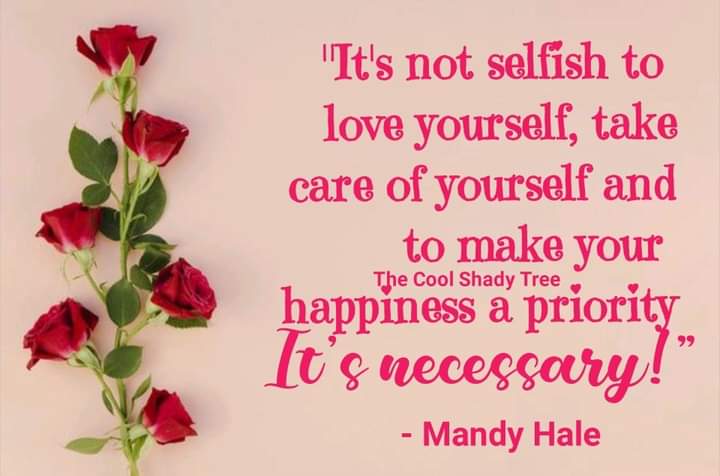 "It's not selfish to
love yourself, take
care of yourself and
to make your
The Cool Shady Tree
happiness a priority
It's necessary!”
- Mandy Hale